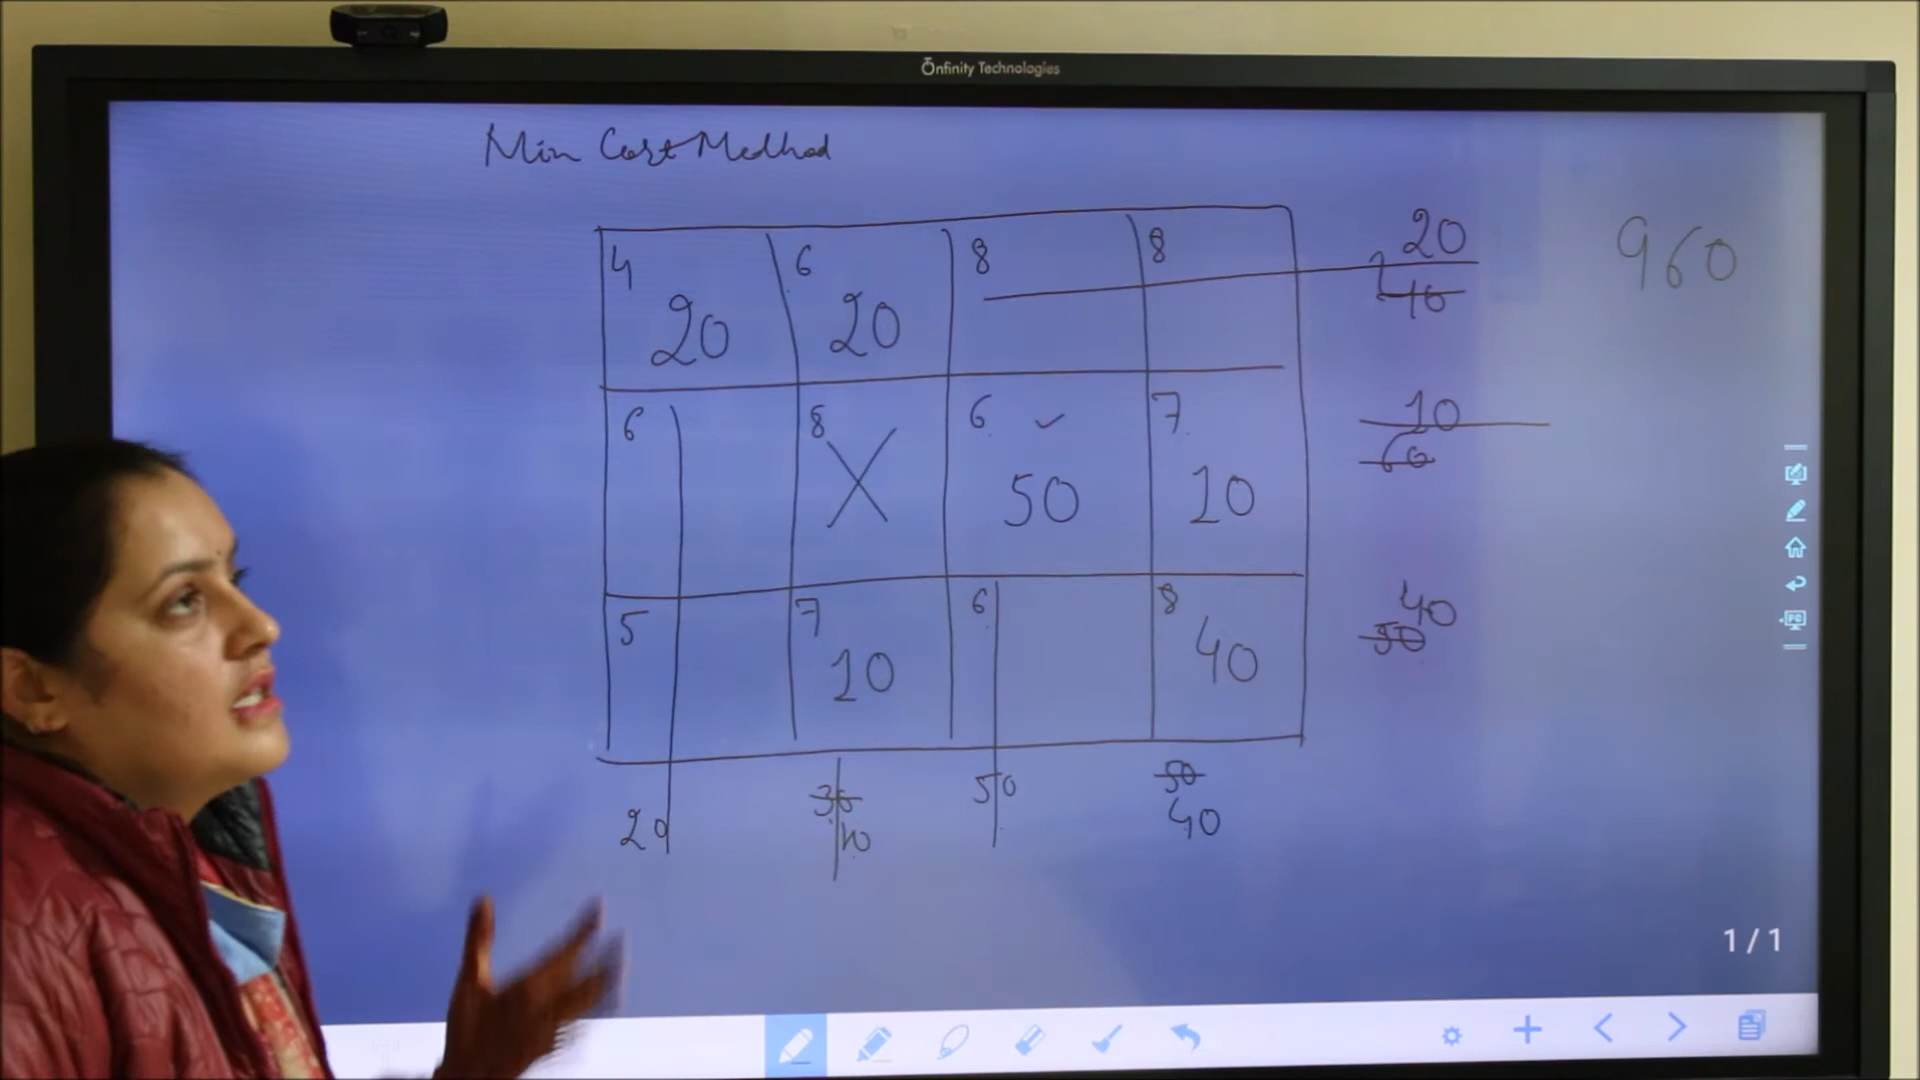 Ōnfinity Technologies
Min Cost Method
4 6 8 8 20
20 20 40
960
6 8 6 ✓ 7 10
X 50 10 60
5 7 6 8 40
10 40 50
20 30 50 50
10 40
1 / 1